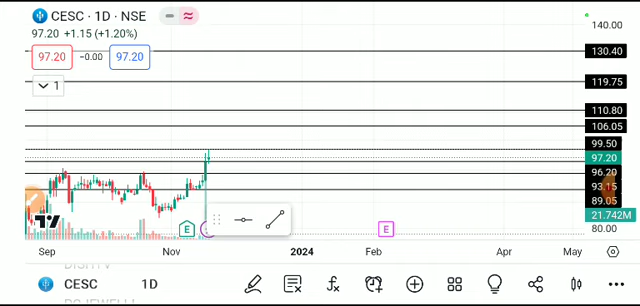 CESC · 1D · NSE
97.20 +1.15 (+1.20%)
97.20 −0.00 97.20
1
140.00
130.40
119.75
110.80
106.05
99.50
97.20
96.20
93.15
89.05
21.742M
80.00
E
E
Sep Nov 2024 Feb Apr May
CESC 1D